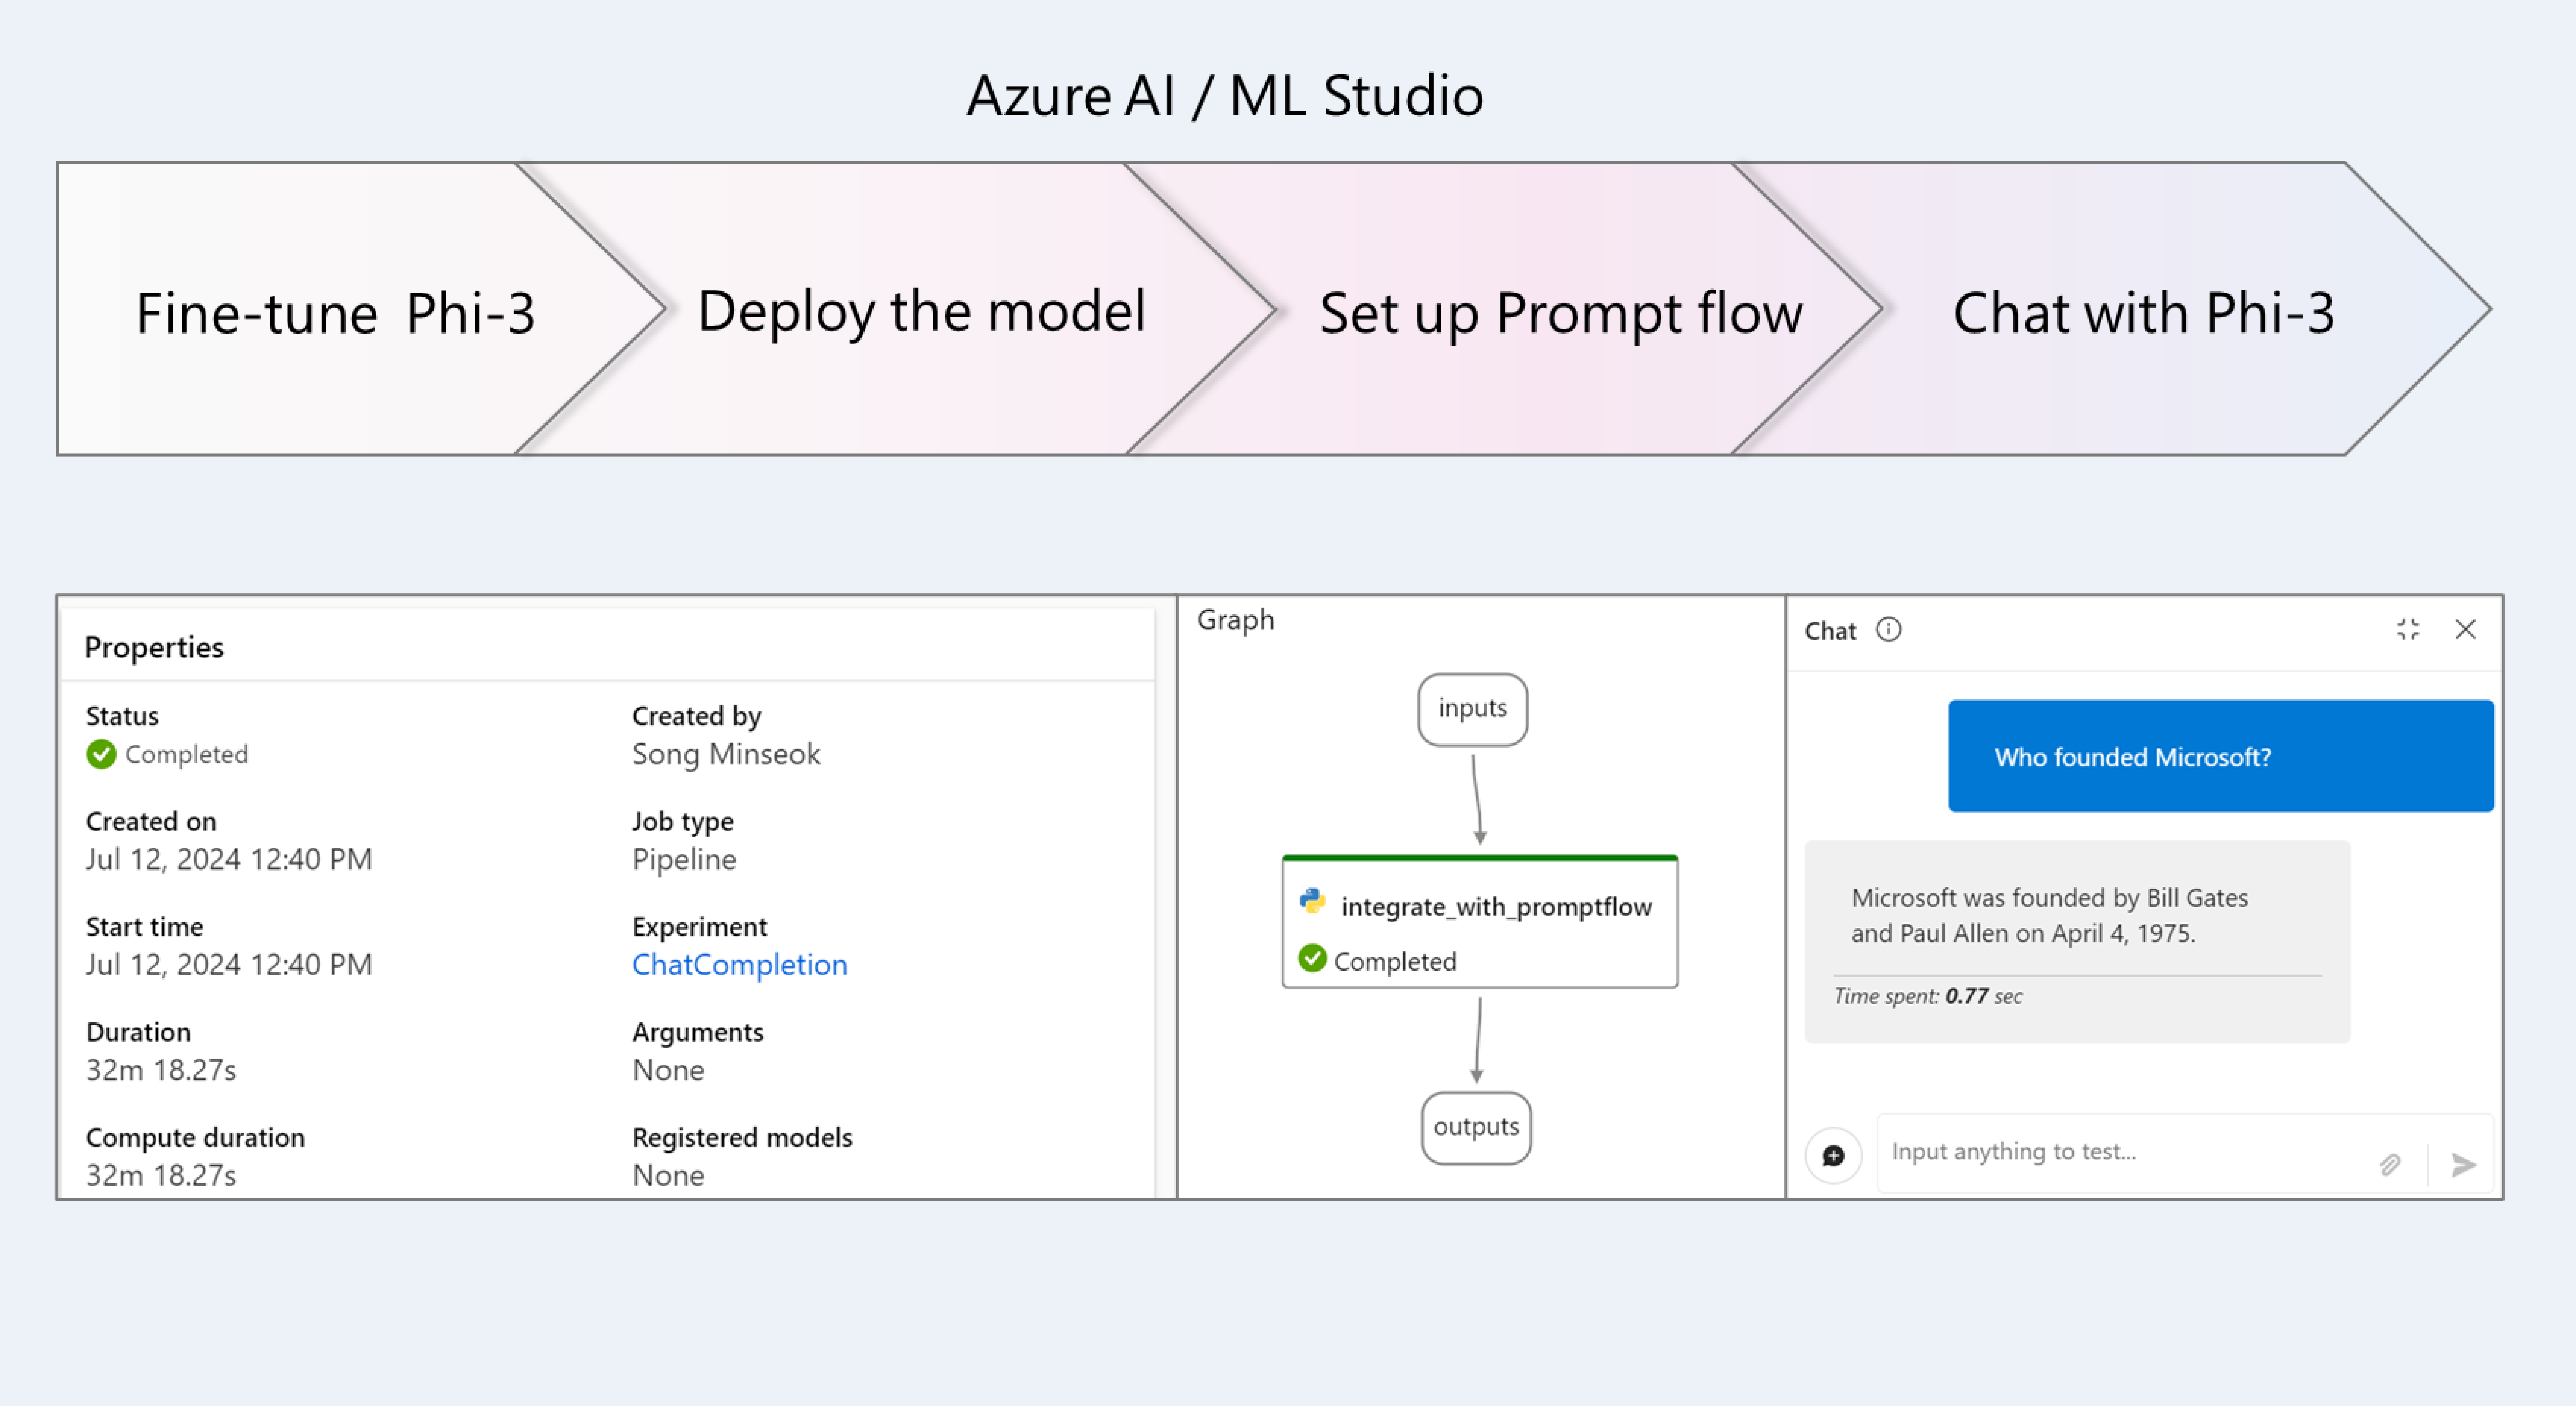 Azure AI / ML Studio
Fine-tune Phi-3
Deploy the model
Set up Prompt flow
Chat with Phi-3
Properties
Status
Completed
Created on
Jul 12, 2024 12:40 PM
Start time
Jul 12, 2024 12:40 PM
Duration
32m 18.27s
Compute duration
32m 18.27s
Created by
Song Minseok
Job type
Pipeline
Experiment
ChatCompletion
Arguments
None
Registered models
None
Graph
inputs
integrate_with_promptflow
Completed
outputs
Chat
Who founded Microsoft?
Microsoft was founded by Bill Gates
and Paul Allen on April 4, 1975.
Time spent: 0.77 sec
Input anything to test...